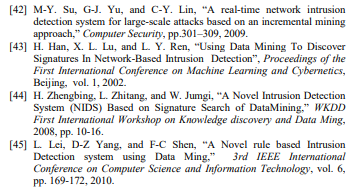 [42] M-Y. Su, G-J. Yu, and C-Y. Lin, “A real-time network intrusion
detection system for large-scale attacks based on an incremental mining
approach,” Computer Security, pp.301–309, 2009.
[43] H. Han, X. L. Lu, and L. Y. Ren, “Using Data Mining To Discover
Signatures In Network-Based Intrusion Detection”, Proceedings of the
First International Conference on Machine Learning and Cybernetics,
Beijing, vol. 1, 2002.
[44] H. Zhengbing, L. Zhitang, and W. Jumgi, “A Novel Intrusion Detection
System (NIDS) Based on Signature Search of DataMining,” WKDD
First International Workshop on Knowledge discovery and Data Ming,
2008, pp. 10-16.
[45] L. Lei, D-Z Yang, and F-C Shen, “A Novel rule based Intrusion
Detection system using Data Ming,” 3rd IEEE International
Conference on Computer Science and Information Technology, vol. 6,
pp. 169-172, 2010.